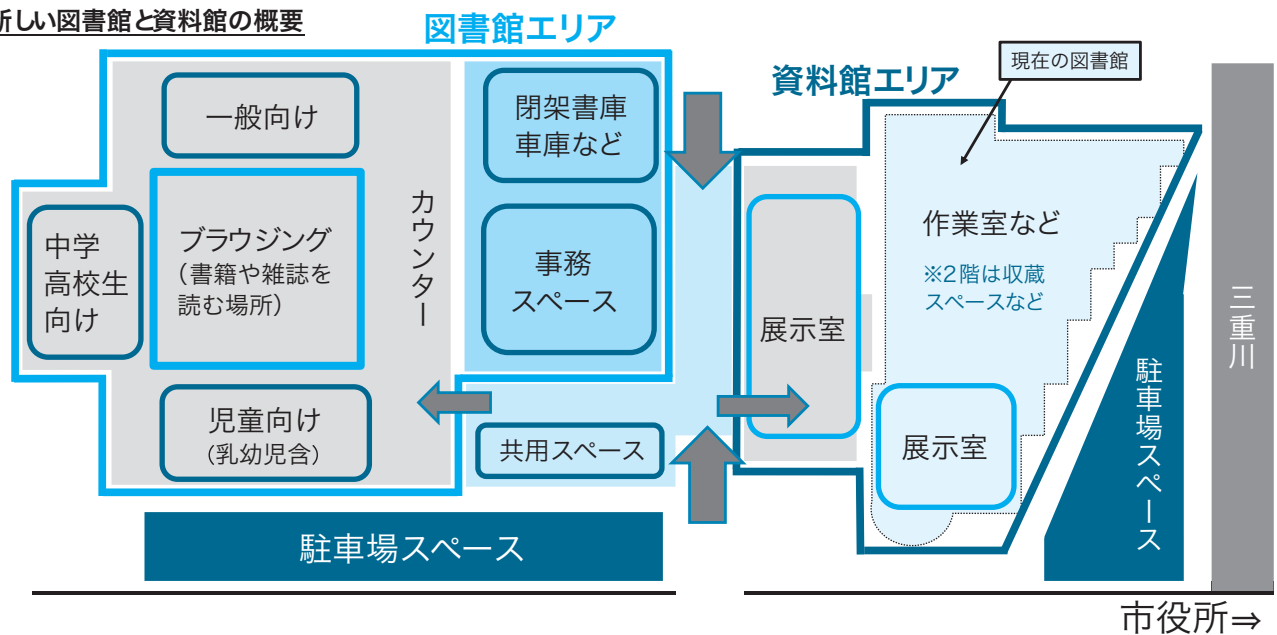 新しい図書館と資料館の概要
図書館エリア
現在の図書館
資料館エリア
一般向け
閉架書庫
車庫など
中学
高校生
向け
ブラウジング
(書籍や雑誌を
読む場所)
カウンター
事務
スペース
展示室
作業室など
※2階は収蔵
スペースなど
三重川
駐車場スペース
児童向け
(乳幼児含)
共用スペース
展示室
駐車場スペース
市役所⇒